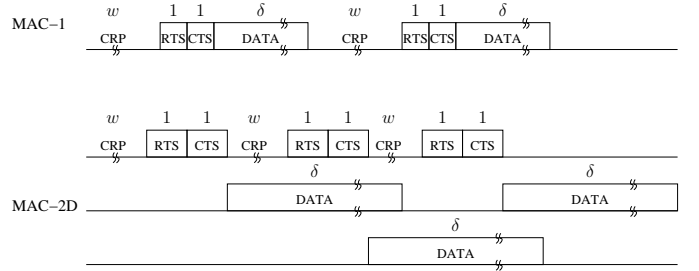 w 1 1 δ w 1 1 δ
MAC−1 CRP RTS CTS DATA CRP RTS CTS DATA
w 1 1 w 1 1 w 1 1
CRP RTS CTS CRP RTS CTS CRP RTS CTS
δ δ
MAC−2D DATA DATA
δ
DATA